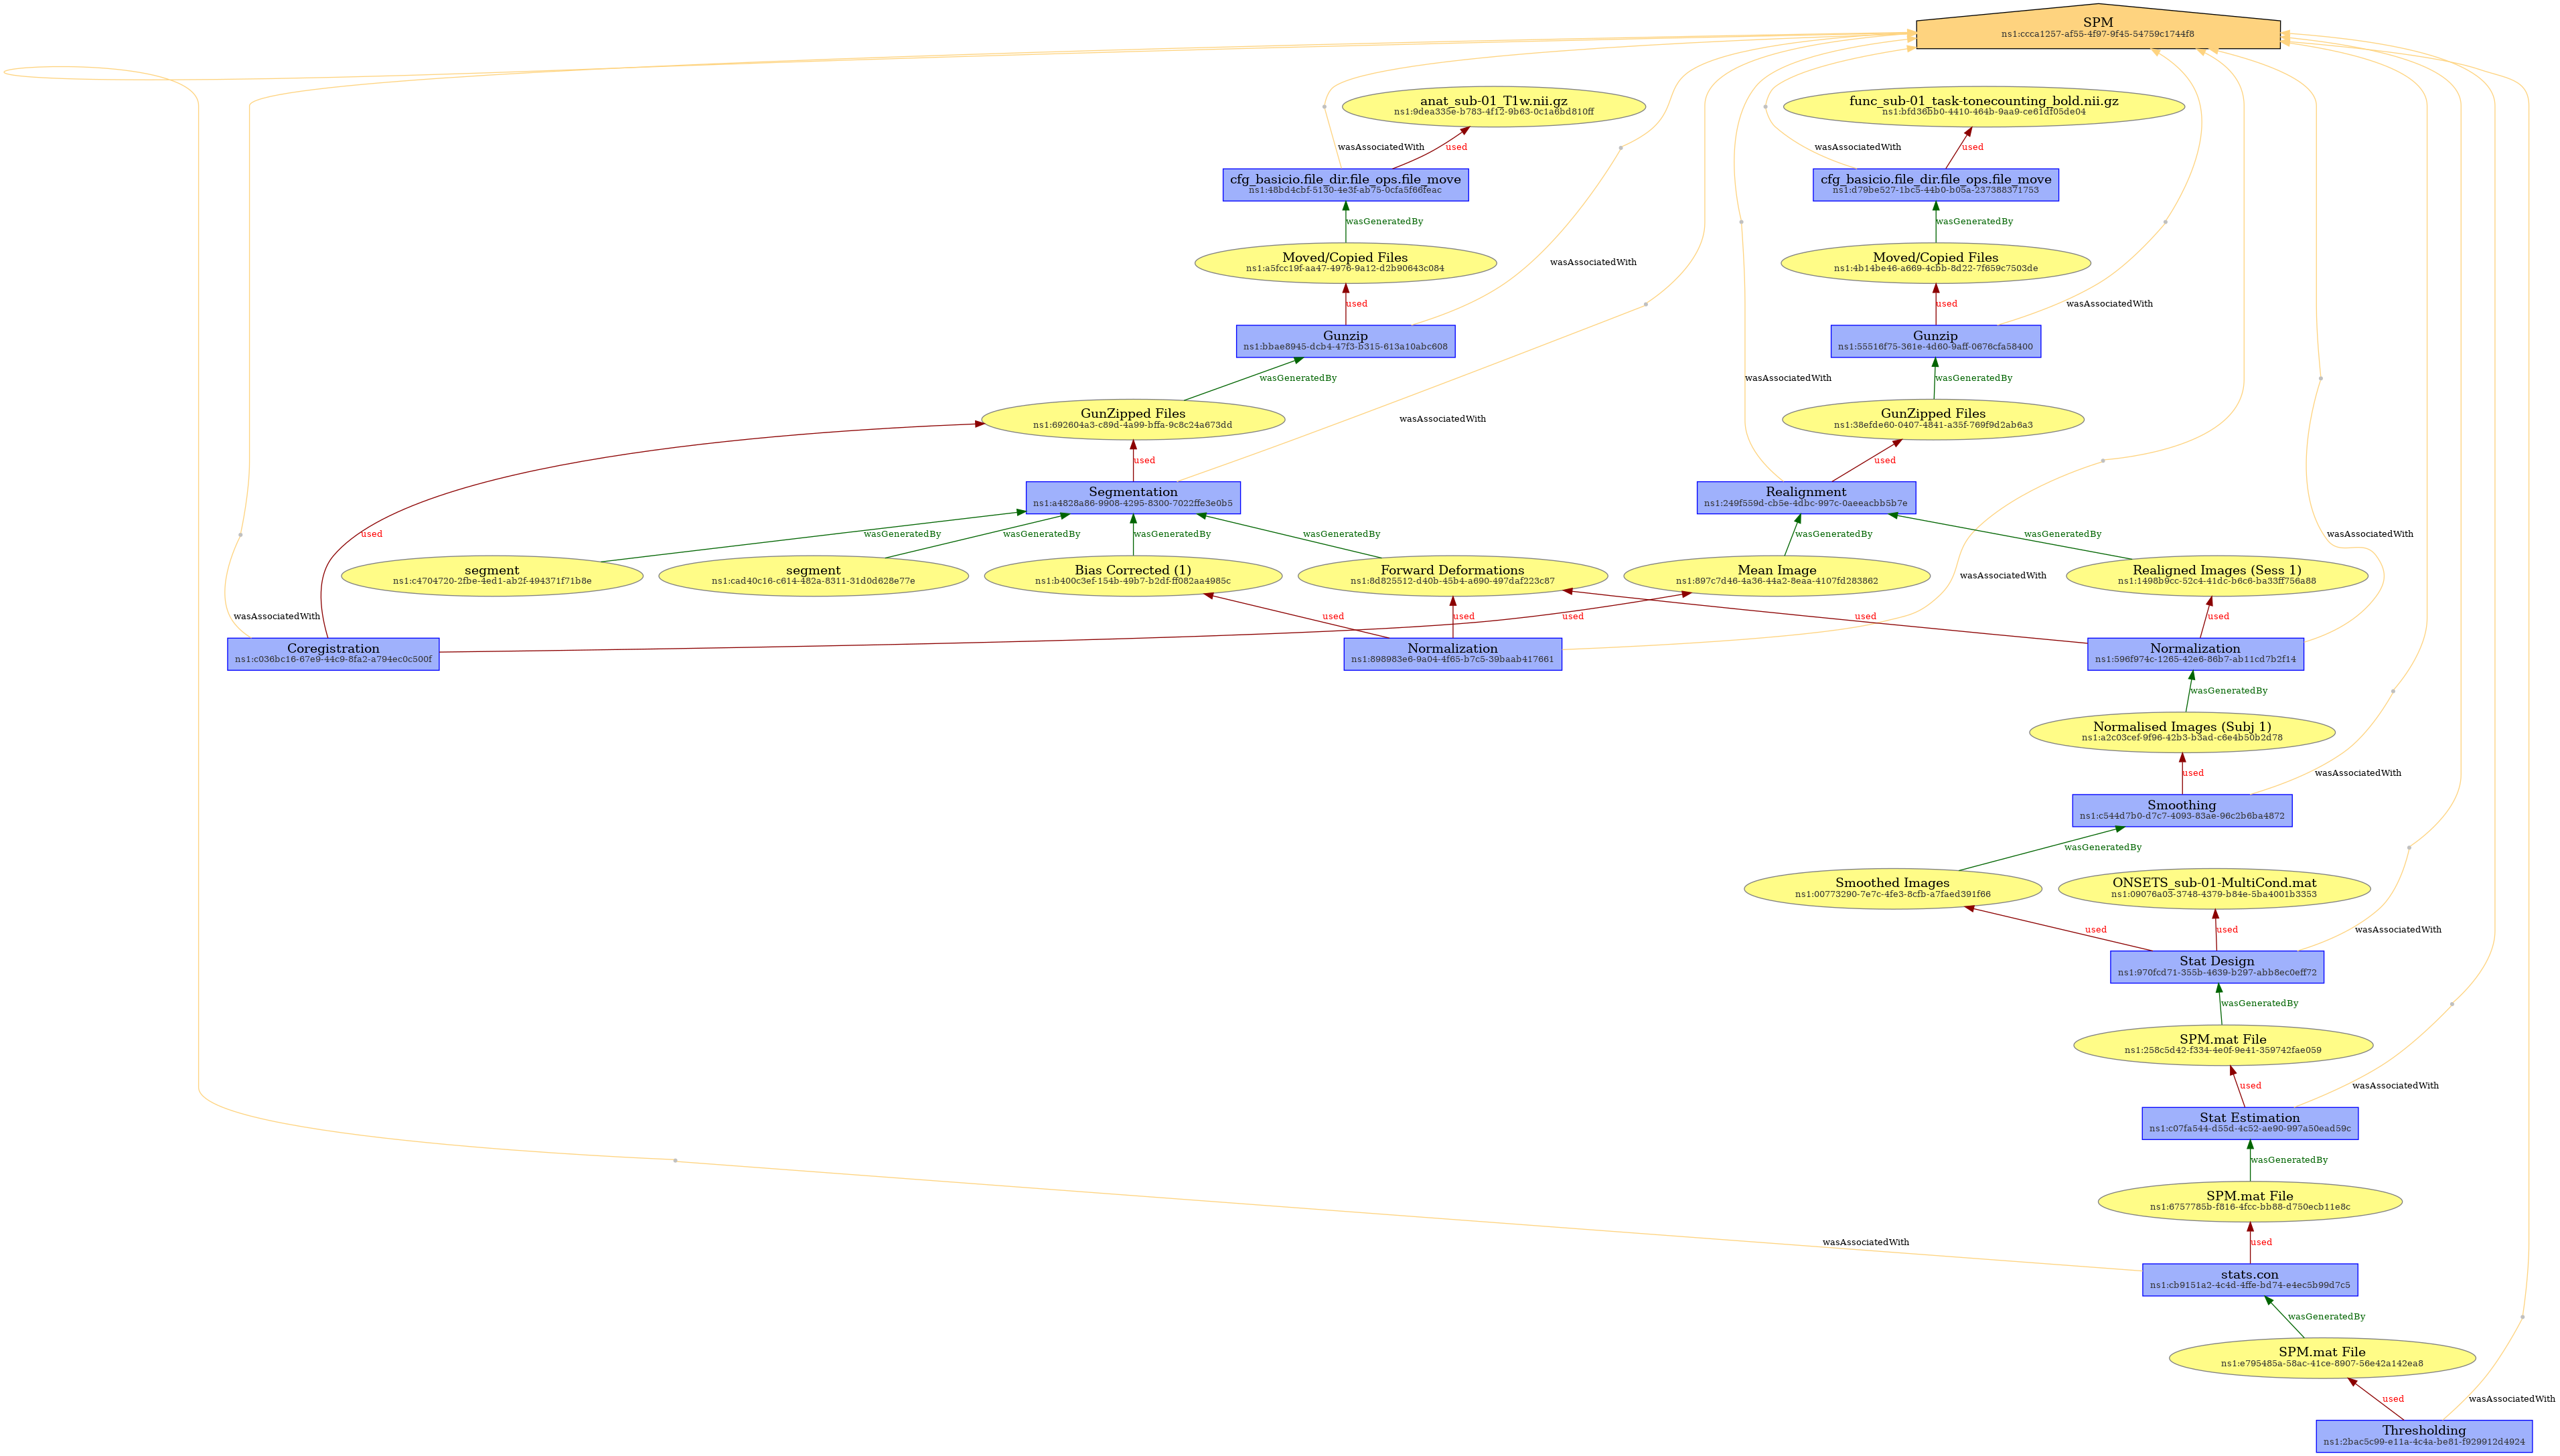 SPM
ns1:ccca1257-af55-4f97-9f45-54759c1744f8
anat_sub-01_T1w.nii.gz
ns1:9dea335e-b783-4f12-9b63-0c1a6bd810ff
func_sub-01_task-tonecounting_bold.nii.gz
ns1:bfd36bb0-4410-464b-9aa9-ce61df05de04
wasAssociatedWith
used
wasAssociatedWith
used
cfg_basicio.file_dir.file_ops.file_move
ns1:48bd4cbf-5130-4e3f-ab75-0cfa5f66feac
cfg_basicio.file_dir.file_ops.file_move
ns1:d79be527-1bc5-44b0-b05a-237388371753
wasGeneratedBy
wasGeneratedBy
Moved/Copied Files
ns1:a5fcc19f-aa47-4976-9a12-d2b90643c084
wasAssociatedWith
Moved/Copied Files
ns1:4b14be46-a669-4cbb-8d22-7f659c7503de
used
used
wasAssociatedWith
Gunzip
ns1:bbae8945-dcb4-47f3-b315-613a10abc608
Gunzip
ns1:55516f75-361e-4d60-9aff-0676cfa58400
wasGeneratedBy
wasAssociatedWith
wasGeneratedBy
GunZipped Files
ns1:692604a3-c89d-4a99-bffa-9c8c24a673dd
wasAssociatedWith
GunZipped Files
ns1:38efde60-0407-4841-a35f-769f9d2ab6a3
used
used
Segmentation
ns1:a4828a86-9908-4295-8300-7022ffe3e0b5
Realignment
ns1:249f559d-cb5e-4dbc-997c-0aeeacbb5b7e
used
wasGeneratedBy
wasGeneratedBy
wasGeneratedBy
wasGeneratedBy
wasGeneratedBy
wasGeneratedBy
wasAssociatedWith
segment
ns1:c4704720-2fbe-4ed1-ab2f-494371f71b8e
segment
ns1:cad40c16-c614-482a-8311-31d0d628e77e
Bias Corrected (1)
ns1:b400c3ef-154b-49b7-b2df-ff082aa4985c
Forward Deformations
ns1:8d825512-d40b-45b4-a690-497daf223c87
Mean Image
ns1:897c7d46-4a36-44a2-8eaa-4107fd283862
wasAssociatedWith
Realigned Images (Sess 1)
ns1:1498b9cc-52c4-41dc-b6c6-ba33ff756a88
wasAssociatedWith
used
used
used
used
used
Coregistration
ns1:c036bc16-67e9-44c9-8fa2-a794ec0c500f
Normalization
ns1:898983e6-9a04-4f65-b7c5-39baab417661
Normalization
ns1:596f974c-1265-42e6-86b7-ab11cd7b2f14
wasGeneratedBy
Normalised Images (Subj 1)
ns1:a2c03cef-9f96-42b3-b3ad-c6e4b50b2d78
used
wasAssociatedWith
Smoothing
ns1:c544d7b0-d7c7-4093-83ae-96c2b6ba4872
wasGeneratedBy
Smoothed Images
ns1:00773290-7e7c-4fe3-8cfb-a7faed391f66
ONSETS_sub-01-MultiCond.mat
ns1:09076a03-3748-4379-b84e-5ba4001b3353
used
used
wasAssociatedWith
Stat Design
ns1:970fcd71-355b-4639-b297-abb8ec0eff72
wasGeneratedBy
SPM.mat File
ns1:258c5d42-f334-4e0f-9e41-359742fae059
used
wasAssociatedWith
Stat Estimation
ns1:c07fa544-d55d-4c52-ae90-997a50ead59c
wasGeneratedBy
SPM.mat File
ns1:6757785b-f816-4fcc-bb88-d750ecb11e8c
wasAssociatedWith
used
stats.con
ns1:cb9151a2-4c4d-4ffe-bd74-e4ec5b99d7c5
wasGeneratedBy
SPM.mat File
ns1:e795485a-58ac-41ce-8907-56e42a142ea8
used
wasAssociatedWith
Thresholding
ns1:2bac5c99-e11a-4c4a-be81-f929912d4924